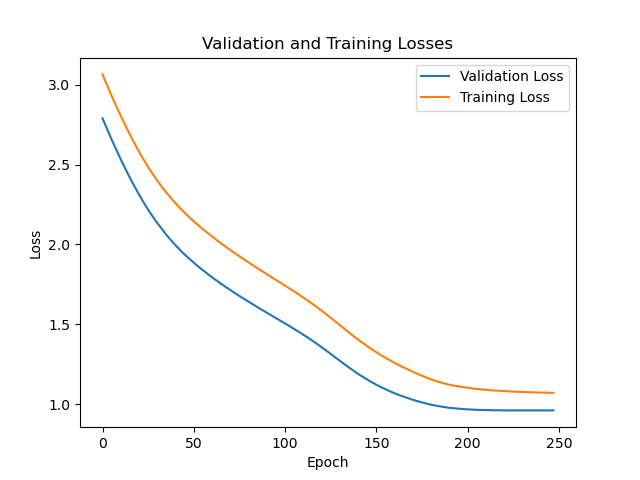 Validation and Training Losses
Validation Loss
Training Loss
3.0
2.5
2.0
1.5
1.0
Loss
0 50 100 150 200 250
Epoch